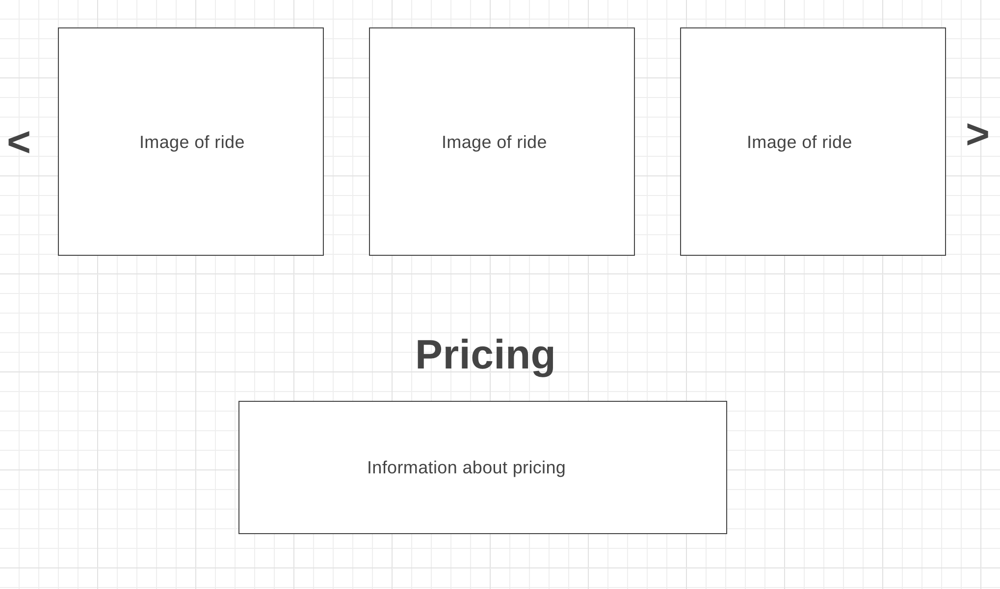 Image of ride
Image of ride
Image of ride
<
>
Pricing
Information about pricing